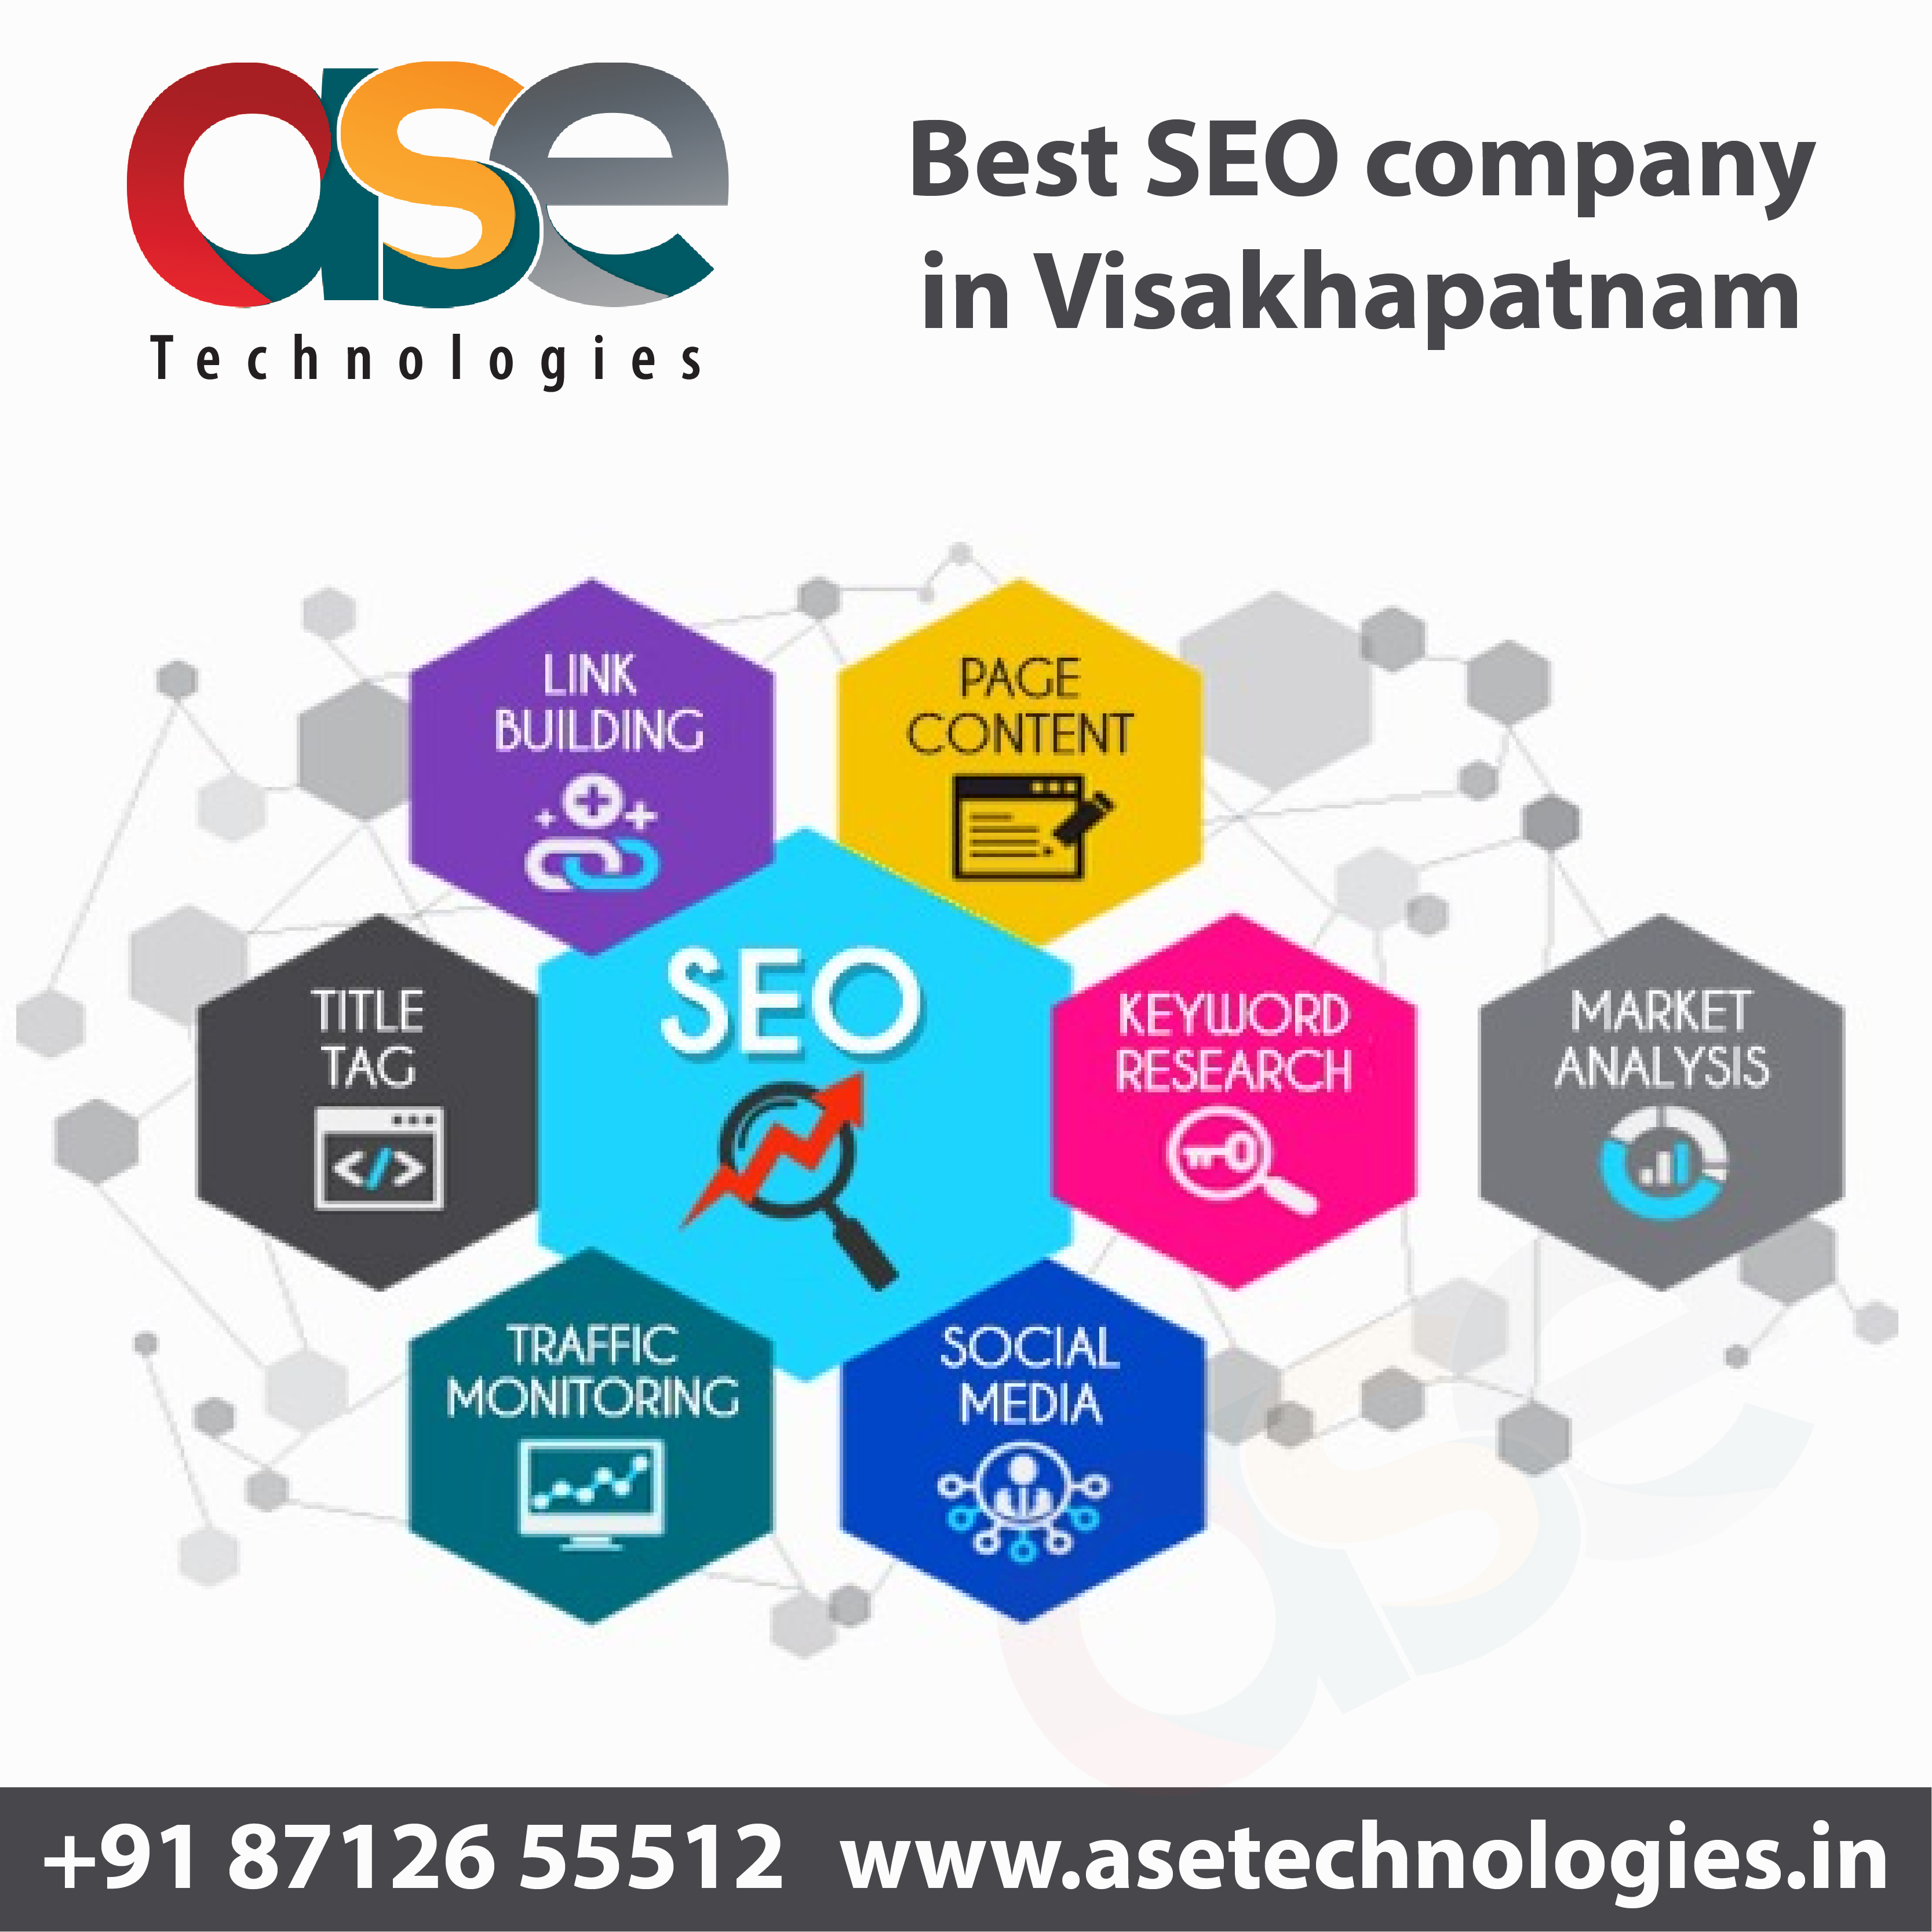 ase
Technologies
Best SEO company
in Visakhapatnam
LINK
BUILDING
PAGE
CONTENT
TITLE
TAG
SEO
KEYWORD
RESEARCH
MARKET
ANALYSIS
TRAFFIC
MONITORING
SOCIAL
MEDIA
ase
+91 87126 55512 www.asetechnologies.in